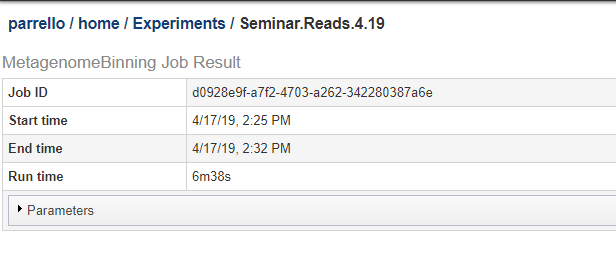 parrello / home / Experiments / Seminar.Reads.4.19
MetagenomeBinning Job Result
Job ID d0928e9f-a7f2-4703-a262-342280387a6e
Start time 4/17/19, 2:25 PM
End time 4/17/19, 2:32 PM
Run time 6m38s
Parameters